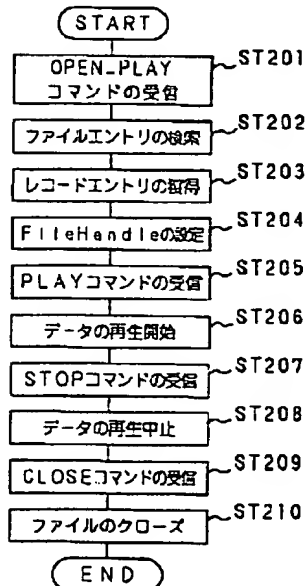 START
OPEN_PLAY
コマンドの受信
ST201
ファイルエントリの検索
ST202
レコードエントリの獲得
ST203
FileHandleの設定
ST204
PLAYコマンドの受信
ST205
データの再生開始
ST206
STOPコマンドの受信
ST207
データの再生中止
ST208
CLOSEコマンドの受信
ST209
ファイルのクローズ
ST210
END